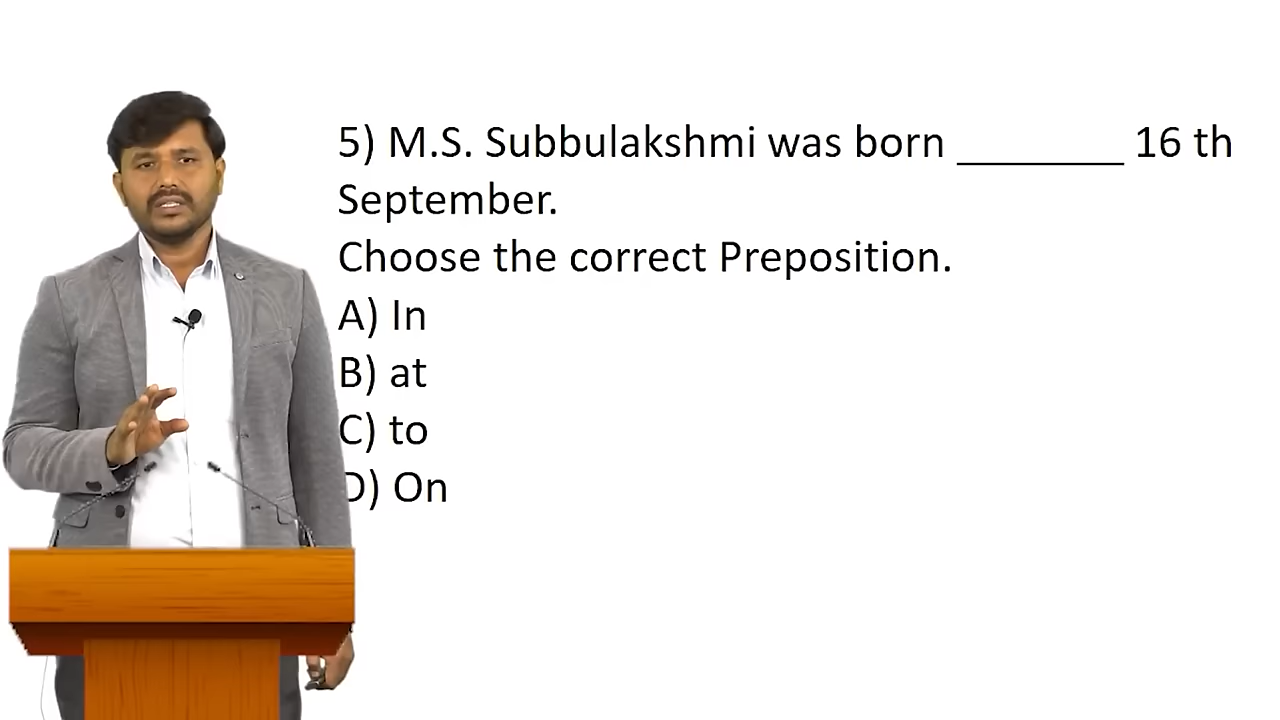 5) M.S. Subbulakshmi was born ________ 16 th
September.
Choose the correct Preposition.
A) In
B) at
C) to
D) On